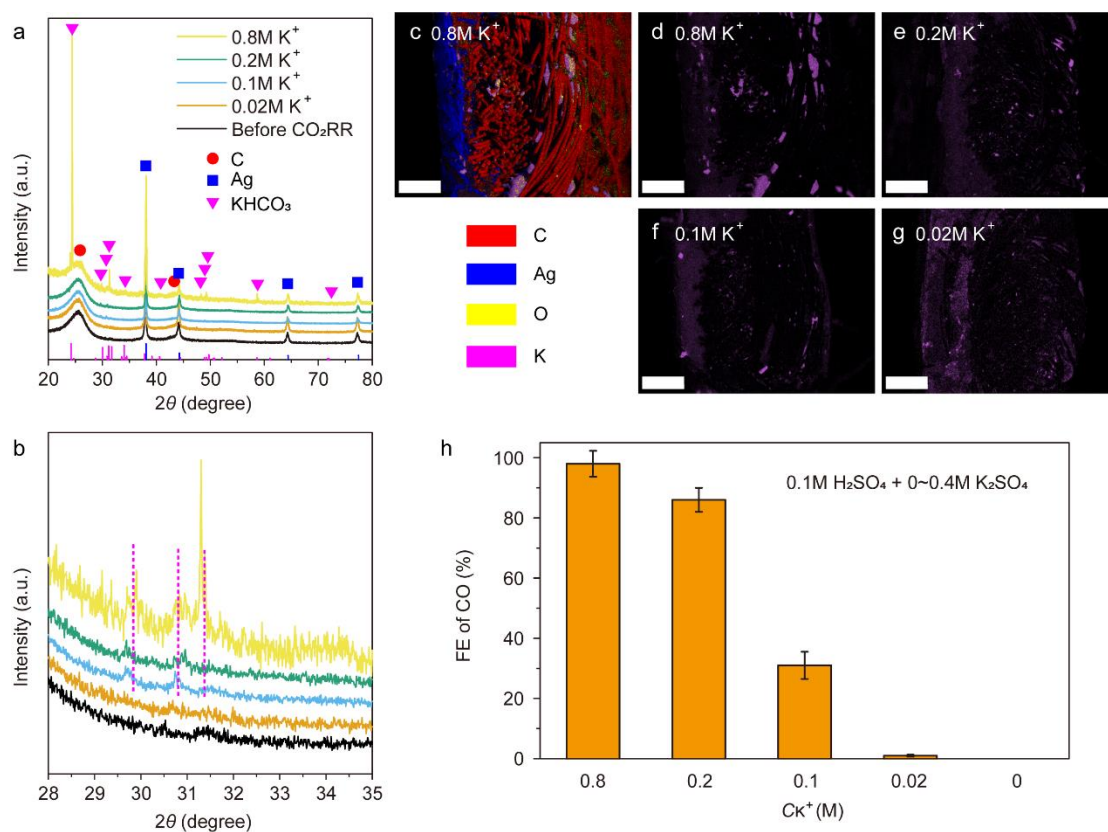 a
0.8M K⁺
0.2M K⁺
0.1M K⁺
0.02M K⁺
Before CO₂RR
C
Ag
KHCO₃
Intensity (a.u.)
20 30 40 50 60 70 80
2θ (degree)
b
Intensity (a.u.)
28 29 30 31 32 33 34 35
2θ (degree)
c 0.8M K⁺
d 0.8M K⁺
e 0.2M K⁺
C
Ag
O
K
f 0.1M K⁺
g 0.02M K⁺
h
0.1M H₂SO₄ + 0~0.4M K₂SO₄
FE of CO (%)
100
80
60
40
20
0
0.8 0.2 0.1 0.02 0
CK⁺(M)